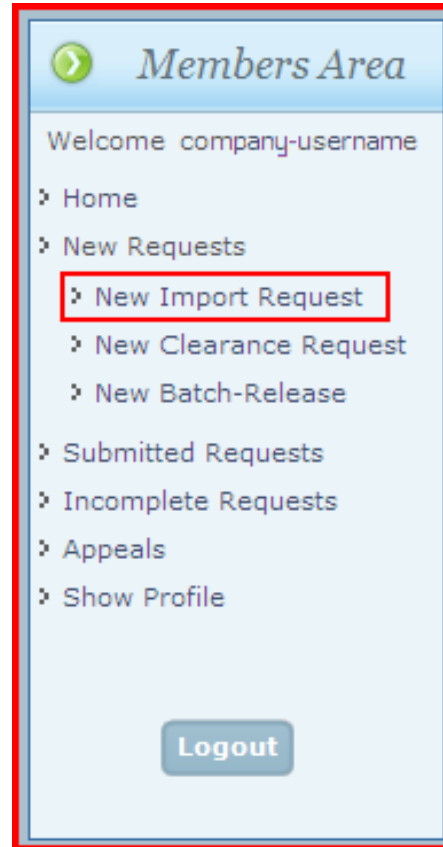 Members Area
Welcome company-username
Home
New Requests
New Import Request
New Clearance Request
New Batch-Release
Submitted Requests
Incomplete Requests
Appeals
Show Profile
Logout